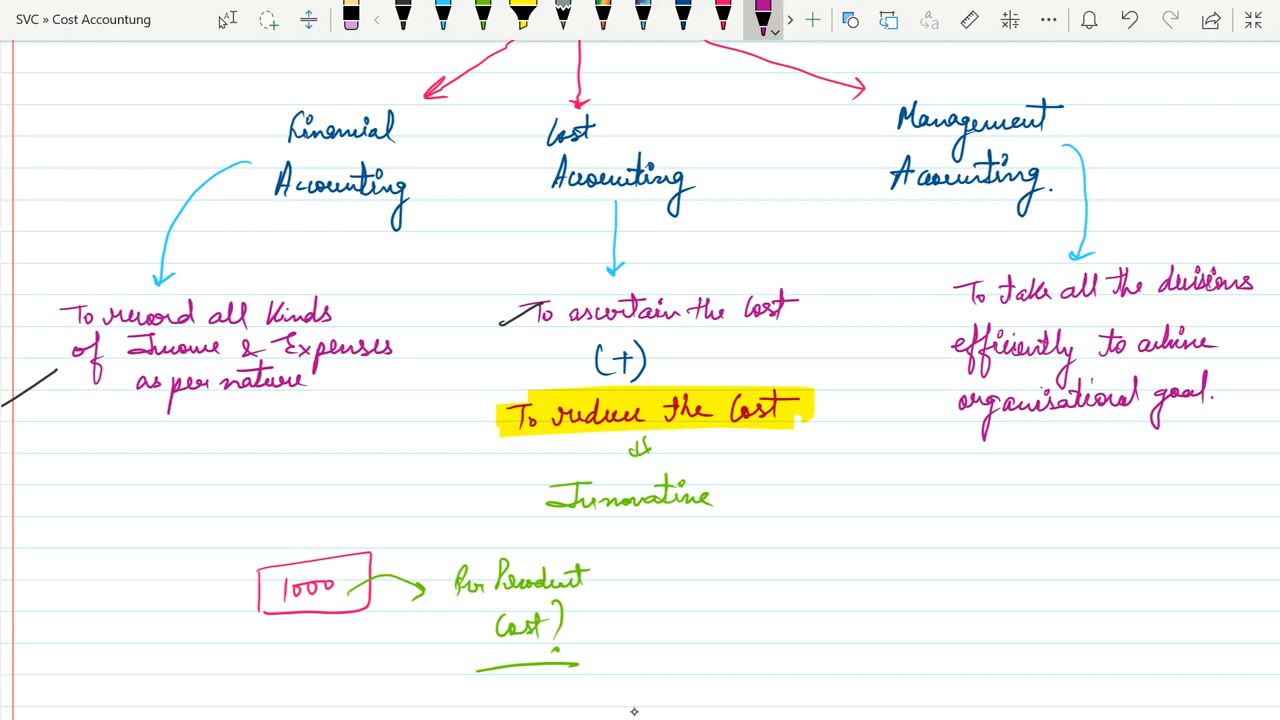 SVC » Cost Accountung
Financial
Accounting
Cost
Accounting
Management
Accounting.
To record all kinds
of Income & Expenses
as per nature
To ascertain the cost
(+)
To reduce the cost
Innovative
To take all the decisions
efficiently to achieve
organisational goal.
1000
Per Product
Cost?